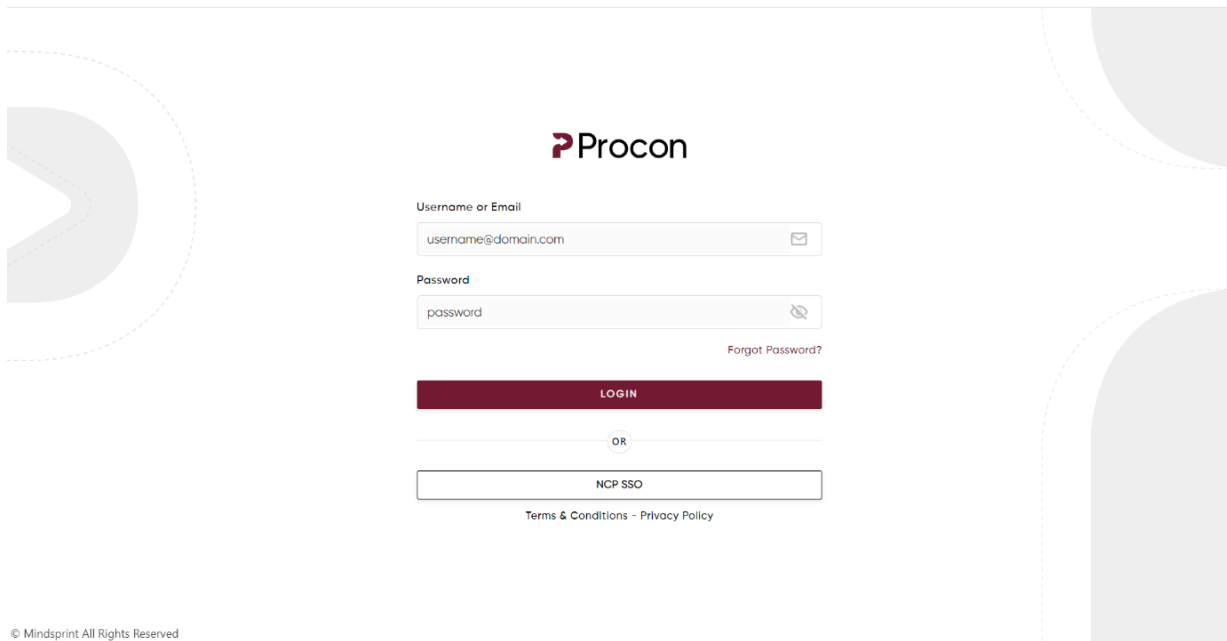 Procon
Username or Email
username@domain.com
Password
password
Forgot Password?
LOGIN
OR
NCP SSO
Terms & Conditions - Privacy Policy
© Mindsprint All Rights Reserved